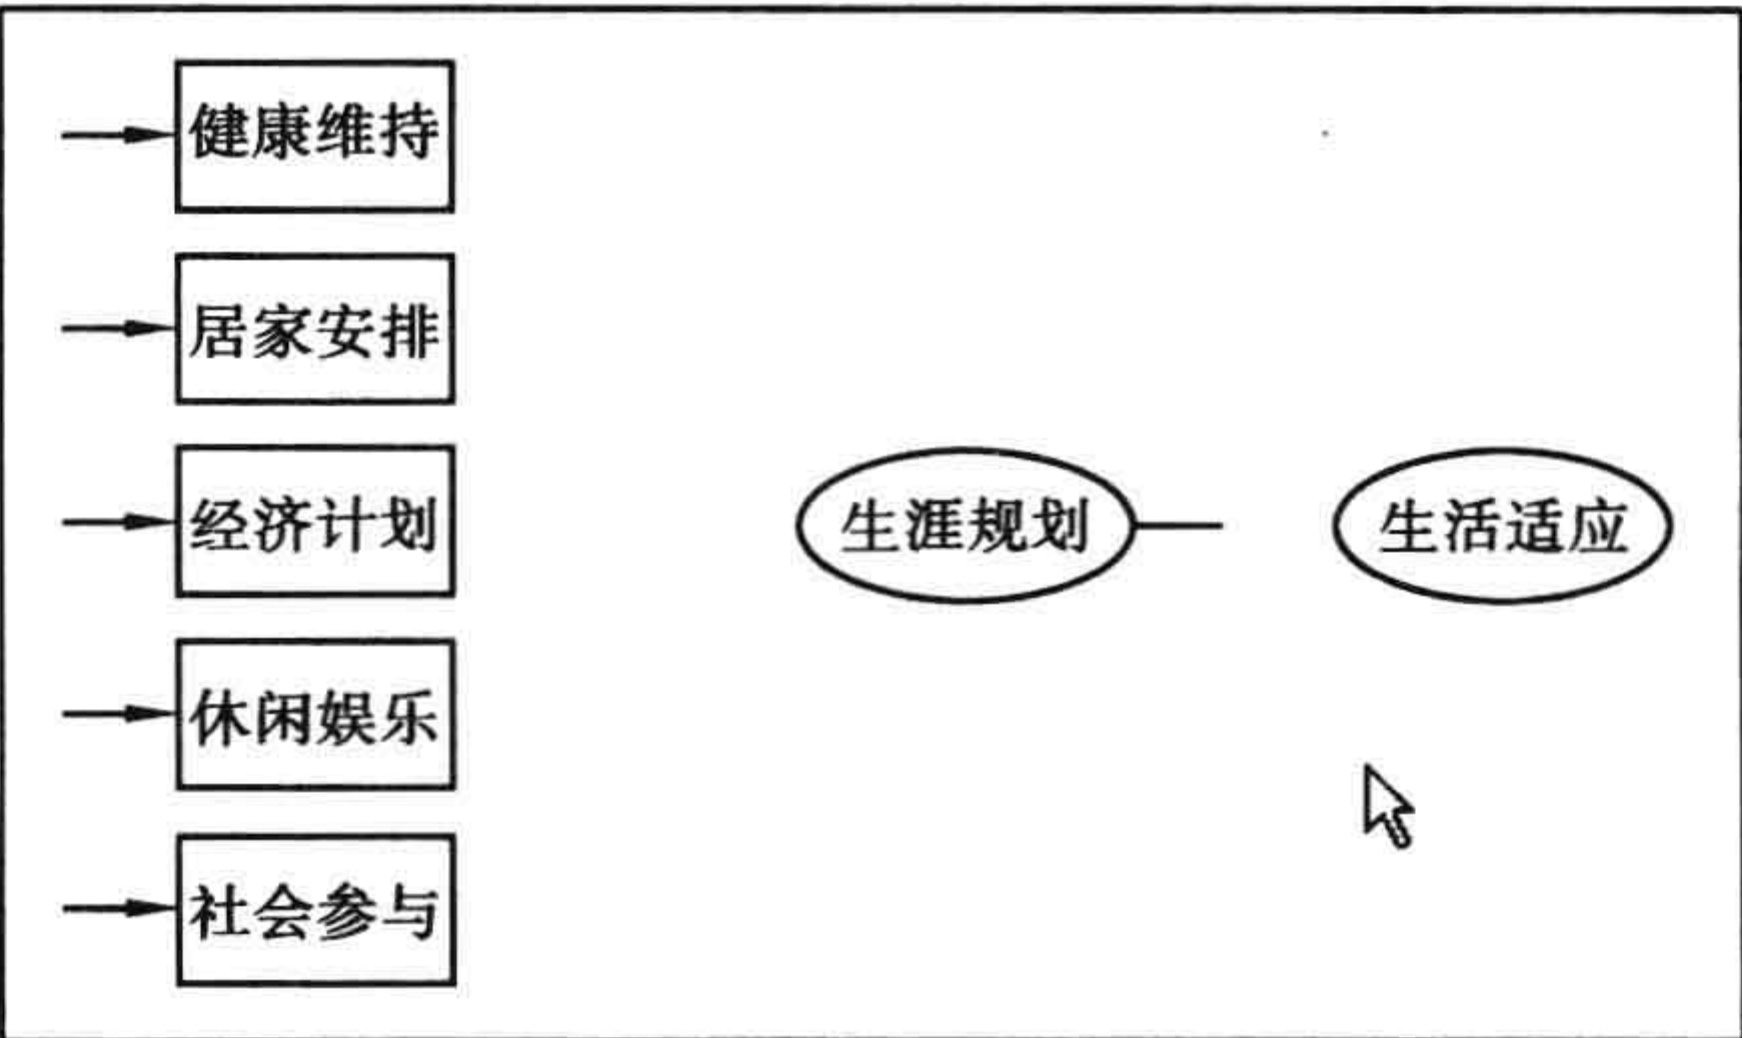 健康维持
居家安排
经济计划
生涯规划
生活适应
休闲娱乐
社会参与